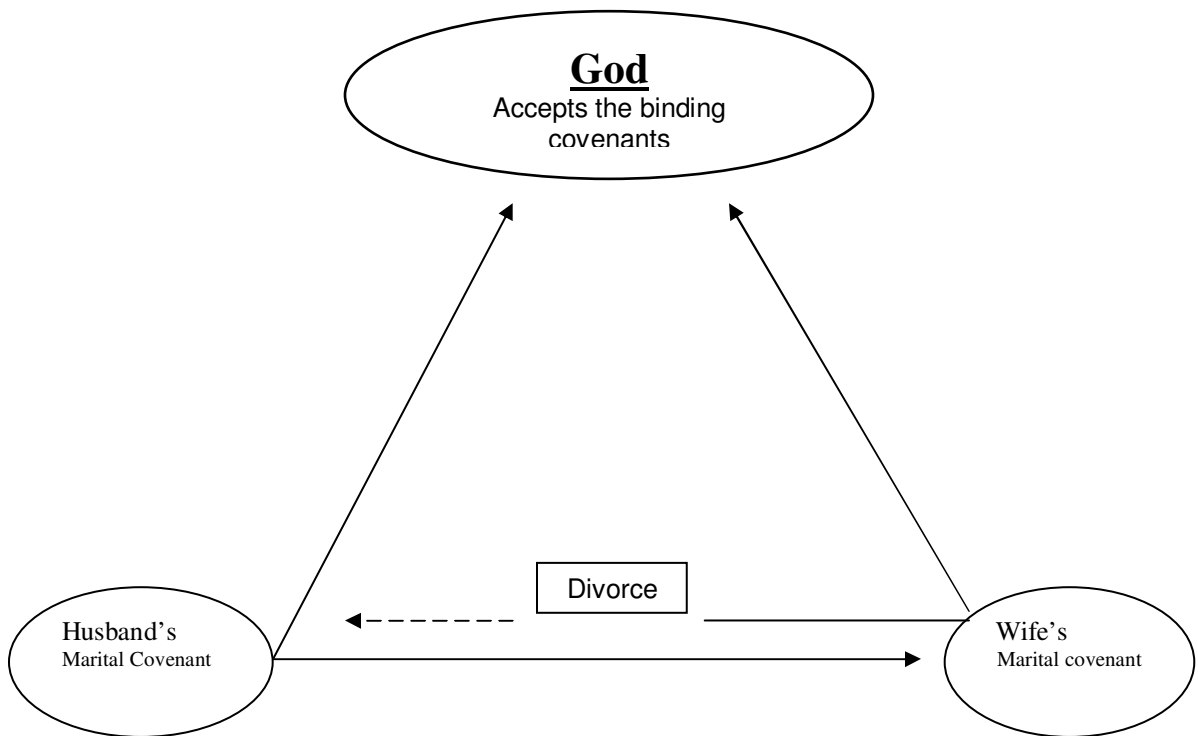 God
Accepts the binding
covenants
Divorce
Husband’s
Marital Covenant
Wife’s
Marital covenant